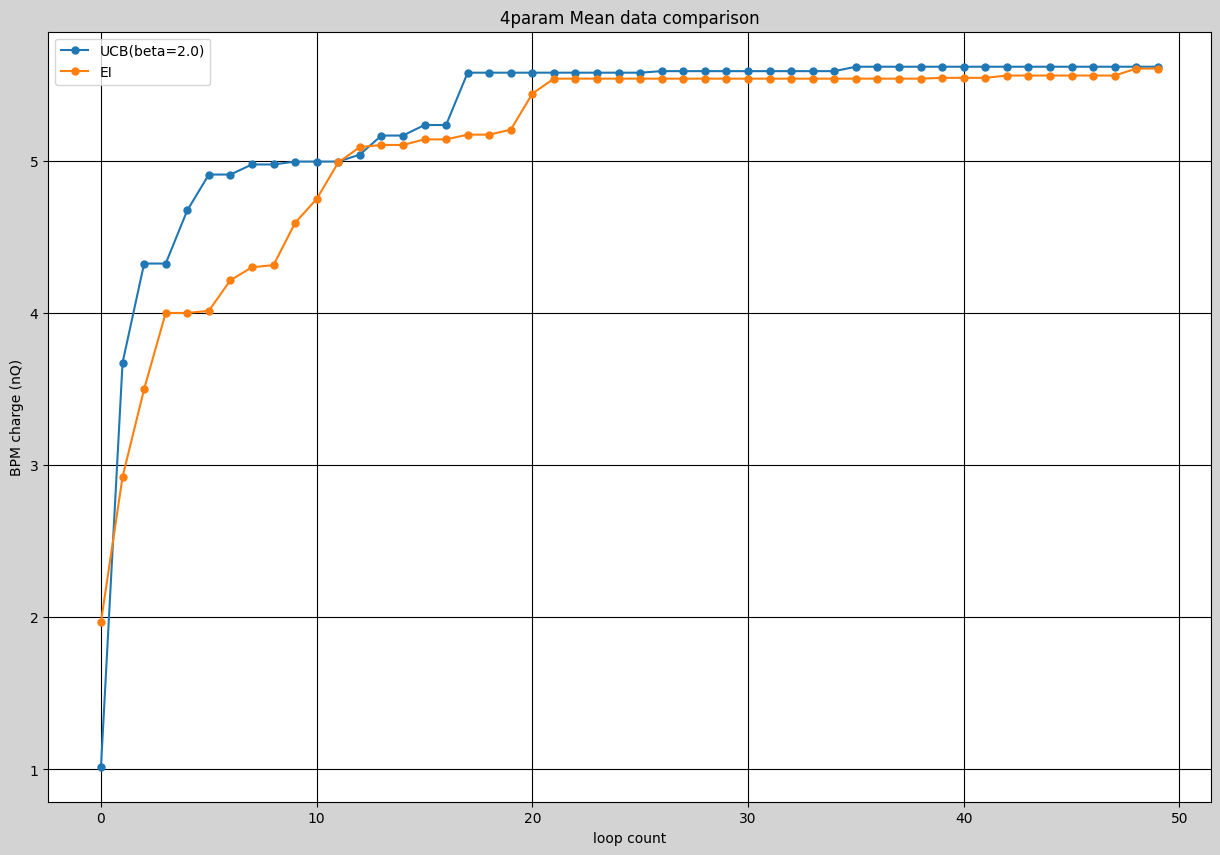 4param Mean data comparison
UCB(beta=2.0)
EI
BPM charge (nQ)
5
4
3
2
1
0 10 20 30 40 50
loop count